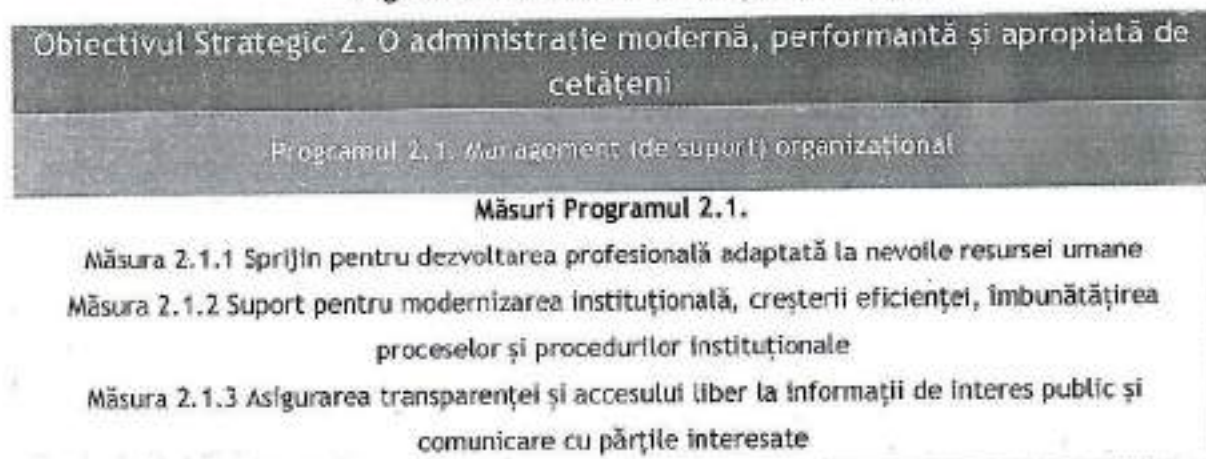 Obiectivul Strategic 2. O administrație modernă, performantă și apropiată de
cetățeni
Programul 2.1. Management (de suport) organizațional
Măsuri Programul 2.1.
Măsura 2.1.1 Sprijin pentru dezvoltarea profesională adaptată la nevoile resursei umane
Măsura 2.1.2 Suport pentru modernizarea instituțională, creșterii eficienței, îmbunătățirea
proceselor și procedurilor instituționale
Măsura 2.1.3 Asigurarea transparenței și accesului liber la informații de interes public și
comunicare cu părțile interesate